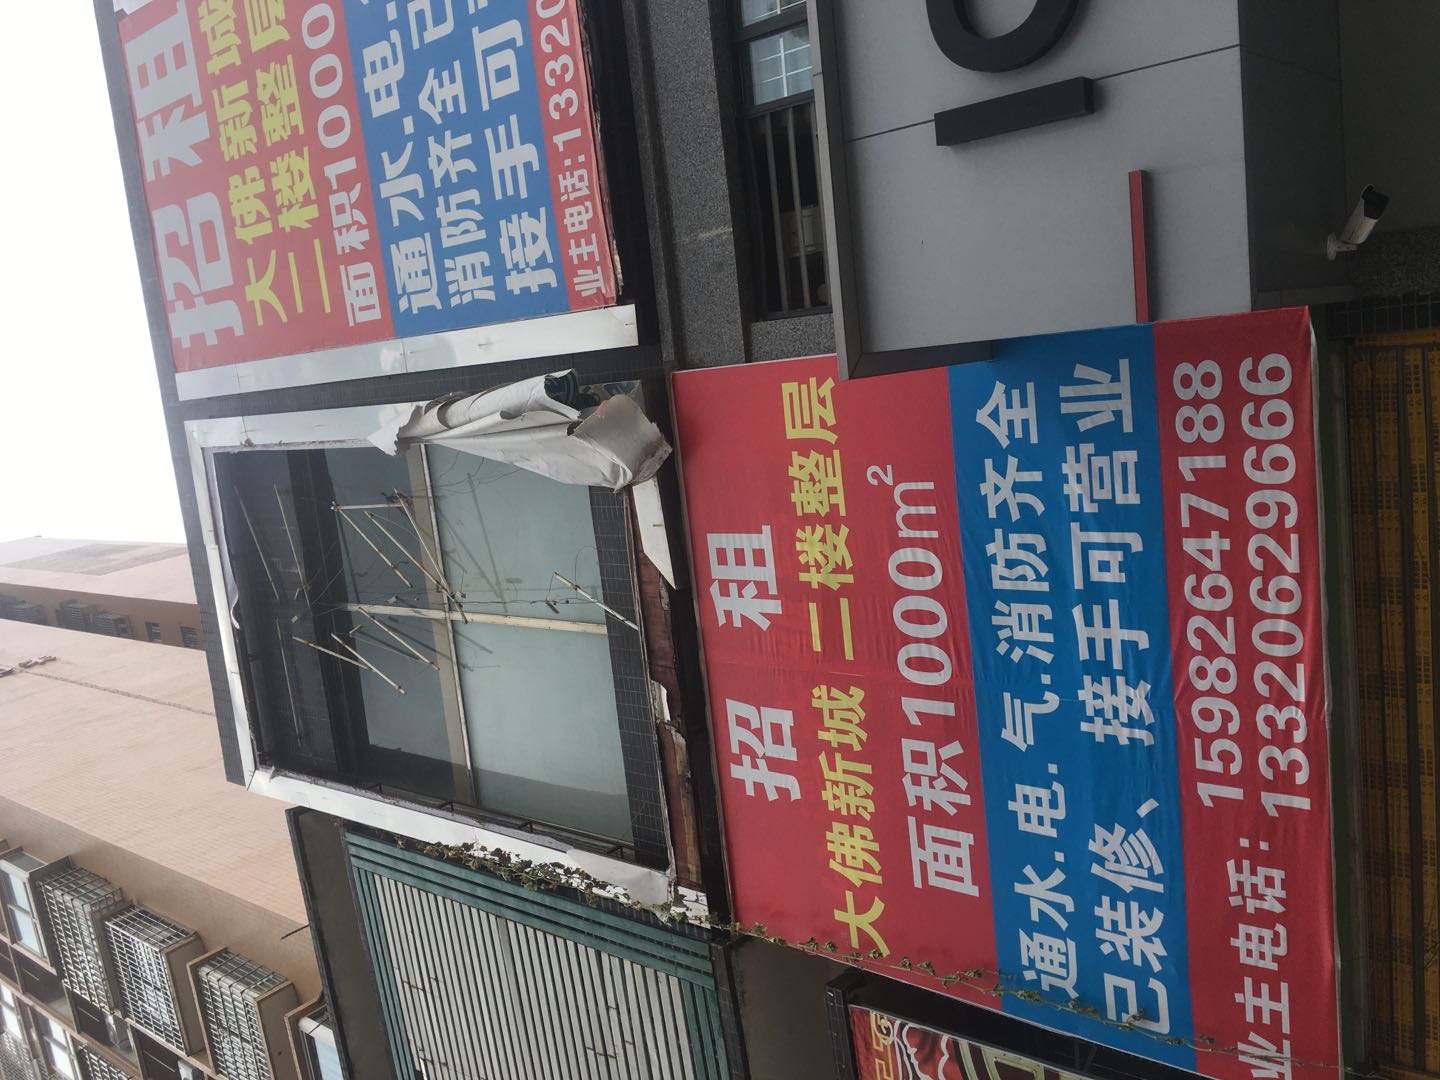 招租
大佛新城
二楼整层
面积1000
通水.电.
消防齐全已
接手可
业主电话:13320
招 租
大佛新城 二楼整层
面积1000m²
通水.电.气.消防齐全
已装修、接手可营业
业主电话:
15982647188
13320629666